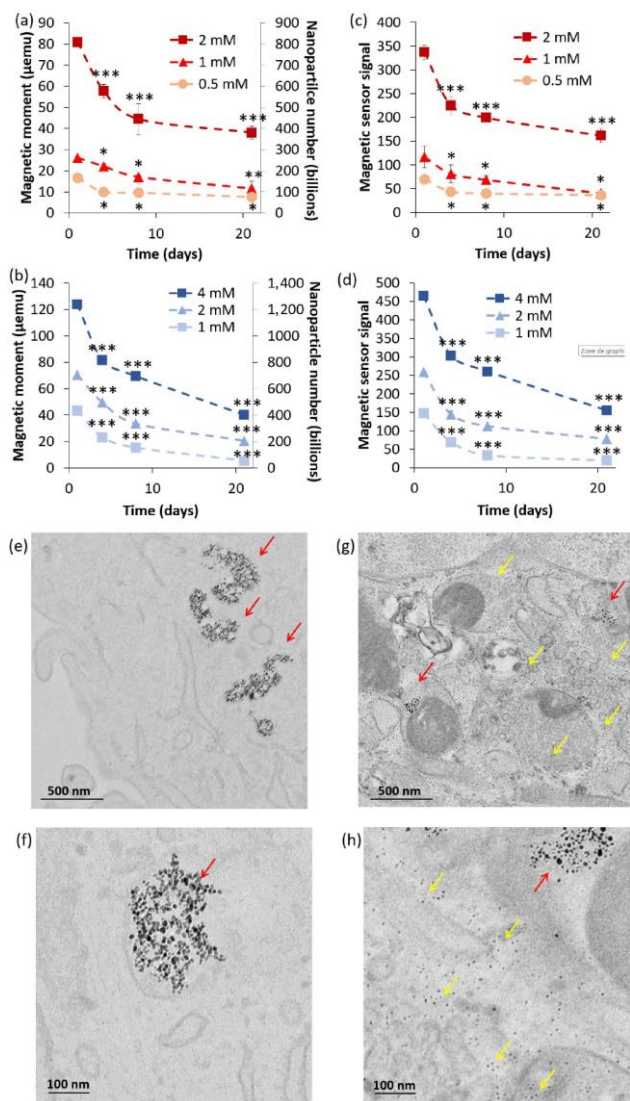 (a)
Magnetic moment (µemu)
90
80
70
60
50
40
30
20
10
0
2 mM
1 mM
0.5 mM
***
***
***
*
*
**
*
*
*
900
800
700
600
500
400
300
200
100
0
Nanopartilce number (billions)
0
10
20
Time (days)
(c)
Magnetic sensor signal
400
350
300
250
200
150
100
50
0
2 mM
1 mM
0.5 mM
***
***
***
*
*
*
*
*
*
0
10
20
Time (days)
(b)
Magnetic moment (µemu)
140
120
100
80
60
40
20
0
4 mM
2 mM
1 mM
***
***
***
***
***
***
***
***
***
1,400
1,200
1000
800
600
400
200
0
Nanoparticle number (billions)
0
10
20
Time (days)
(d)
Magnetic sensor signal
500
450
400
350
300
250
200
150
100
50
0
4 mM
2 mM
1 mM
Zone de graphi
***
***
***
***
***
***
***
***
***
0
10
20
Time (days)
(e)
500 nm
(g)
500 nm
(f)
100 nm
(h)
100 nm